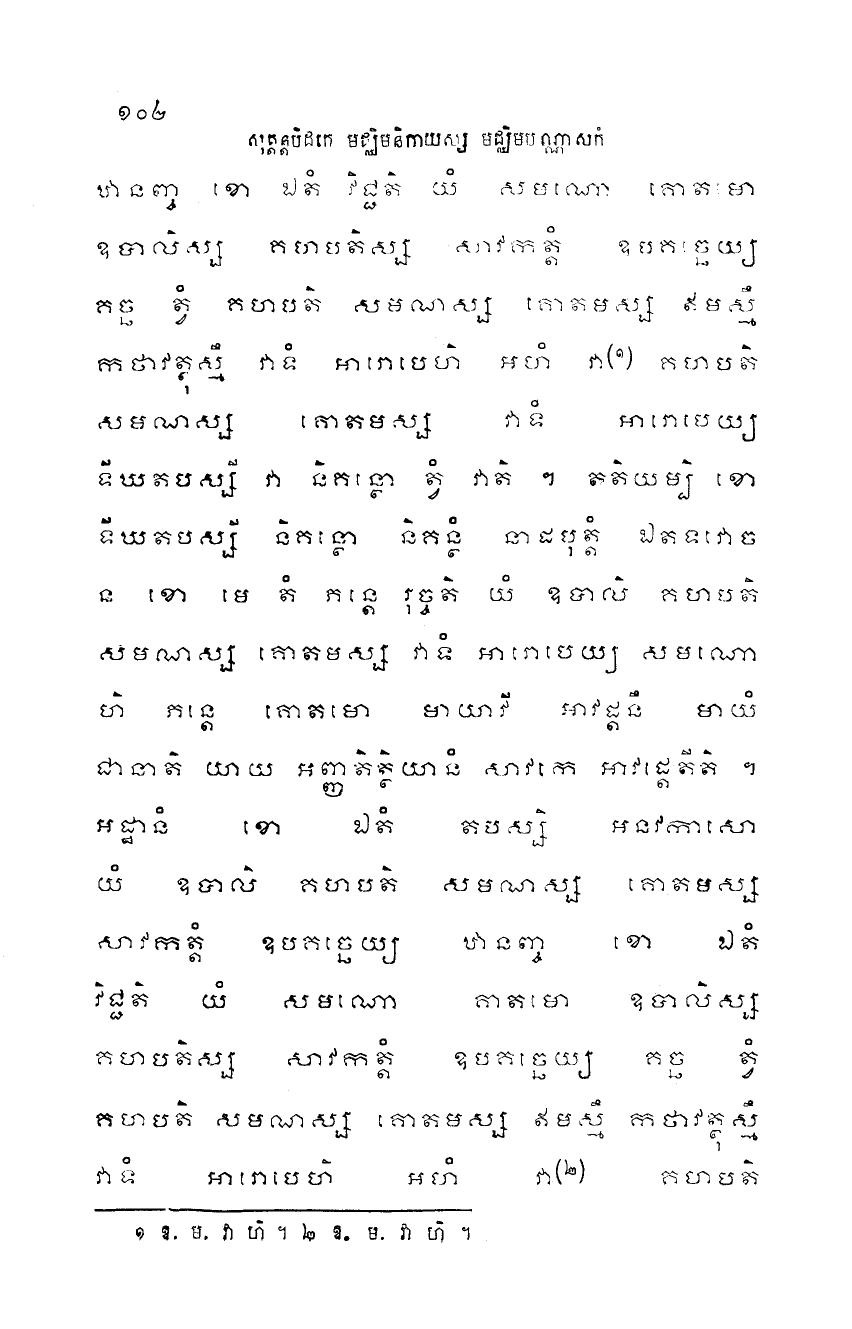 ១០៤
សុត្តន្តបិដកេ មជ្ឈិមនិកាយស្ស មជ្ឈិមបណ្ណាសកំ
ឋានញ្ច ខោ ឯតំ វិជ្ជតិ យំ សមណោ គោតមោ
ឧបាលិស្ស គហបតិស្ស សាវកត្តំ ឧបគច្ឆេយ្យ
គច្ឆ ត្វំ គហបតិ សមណស្ស គោតមស្ស ឥមស្មឹ
កថាវត្ថុស្មឹ វាទំ អារោបេហិ អហំ វា(១) គហបតិ
សមណស្ស គោតមស្ស វាទំ អារោបេយ្យ
ទីឃតបស្សី វា និគន្ថោ ត្វំ វាតិ ។ តតិយម្បិ ខោ
ទីឃតបស្សី និគន្ថោ និគន្ថំ នាដបុត្តំ ឯតទវោច
ន ខោ មេ តំ ភន្តេ រុច្ចតិ យំ ឧបាលិ គហបតិ
សមណស្ស គោតមស្ស វាទំ អារោបេយ្យ សមណោ
ហិ ភន្តេ គោតមោ មាយាវី អាវដ្តនឹ មាយំ
ជានាតិ យាយ អញ្ញតិត្ថិយានំ សាវកេ អាវដ្តេតីតិ ។
អដ្ឋានំ ខោ ឯតំ តបស្សិ អនវកាសោ
យំ ឧបាលិ គហបតិ សមណស្ស គោតមស្ស
សាវកត្តំ ឧបគច្ឆេយ្យ ឋានញ្ច ខោ ឯតំ
វិជ្ជតិ យំ សមណោ គោតមោ ឧបាលិស្ស
គហបតិស្ស សាវកត្តំ ឧបគច្ឆេយ្យ គច្ឆ ត្វំ
គហបតិ សមណស្ស គោតមស្ស ឥមស្មឹ កថាវត្ថុស្មឹ
វាទំ អារោបេហិ អហំ វា(២) គហបតិ
១ ឱ. ម. វា ហិ ។ ២ ឱ. ម. វា ហិ ។